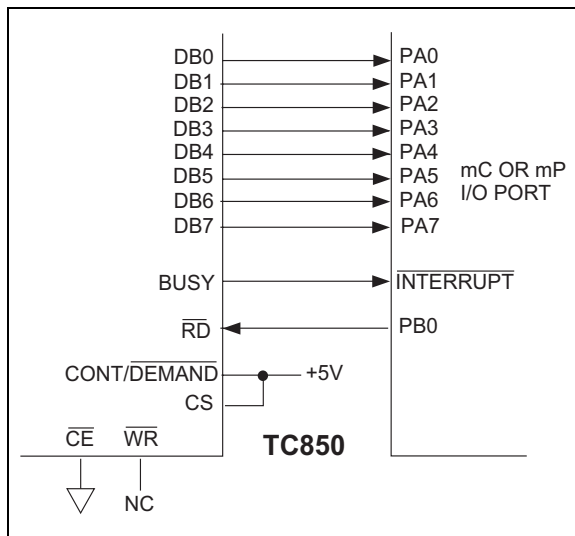 DB0 PA0
DB1 PA1
DB2 PA2
DB3 PA3
DB4 PA4
DB5 PA5
DB6 PA6
DB7 PA7
mC OR mP
I/O PORT
BUSY INTERRUPT
RD PB0
CONT/DEMAND +5V
CS
CE WR TC850
NC